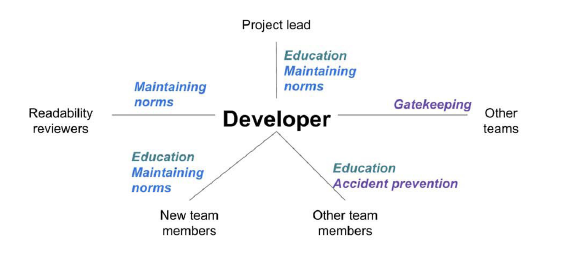 Project lead
Education
Maintaining
norms
Maintaining
norms
Gatekeeping
Readability
reviewers
Developer
Other
teams
Education
Maintaining
norms
Education
Accident prevention
New team
members
Other team
members